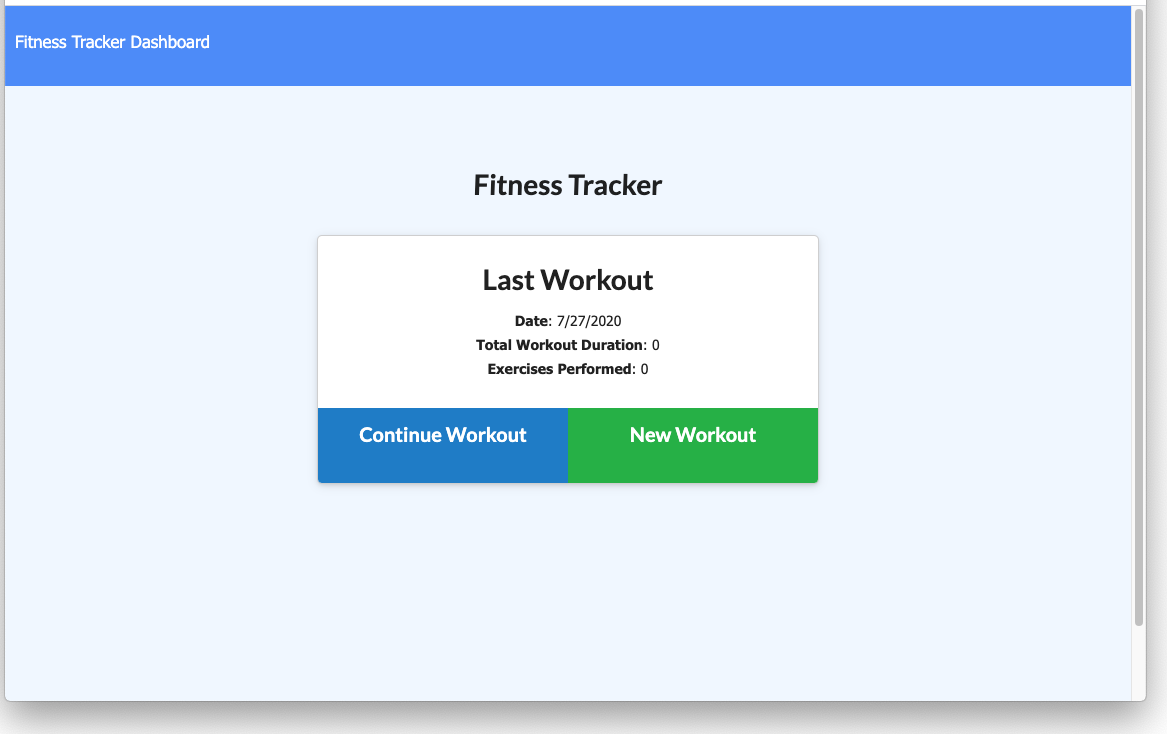 Fitness Tracker Dashboard
Fitness Tracker
Last Workout
Date: 7/27/2020
Total Workout Duration: 0
Exercises Performed: 0
Continue Workout
New Workout